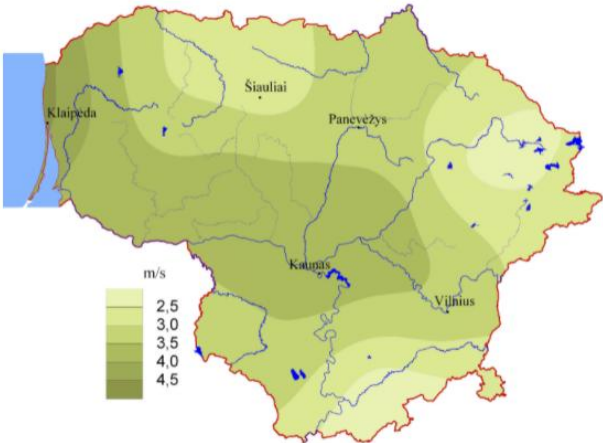 Šiauliai
Klaipėda
Panevėžys
Kaunas
m/s
Vilnius
2,5
3,0
3,5
4,0
4,5